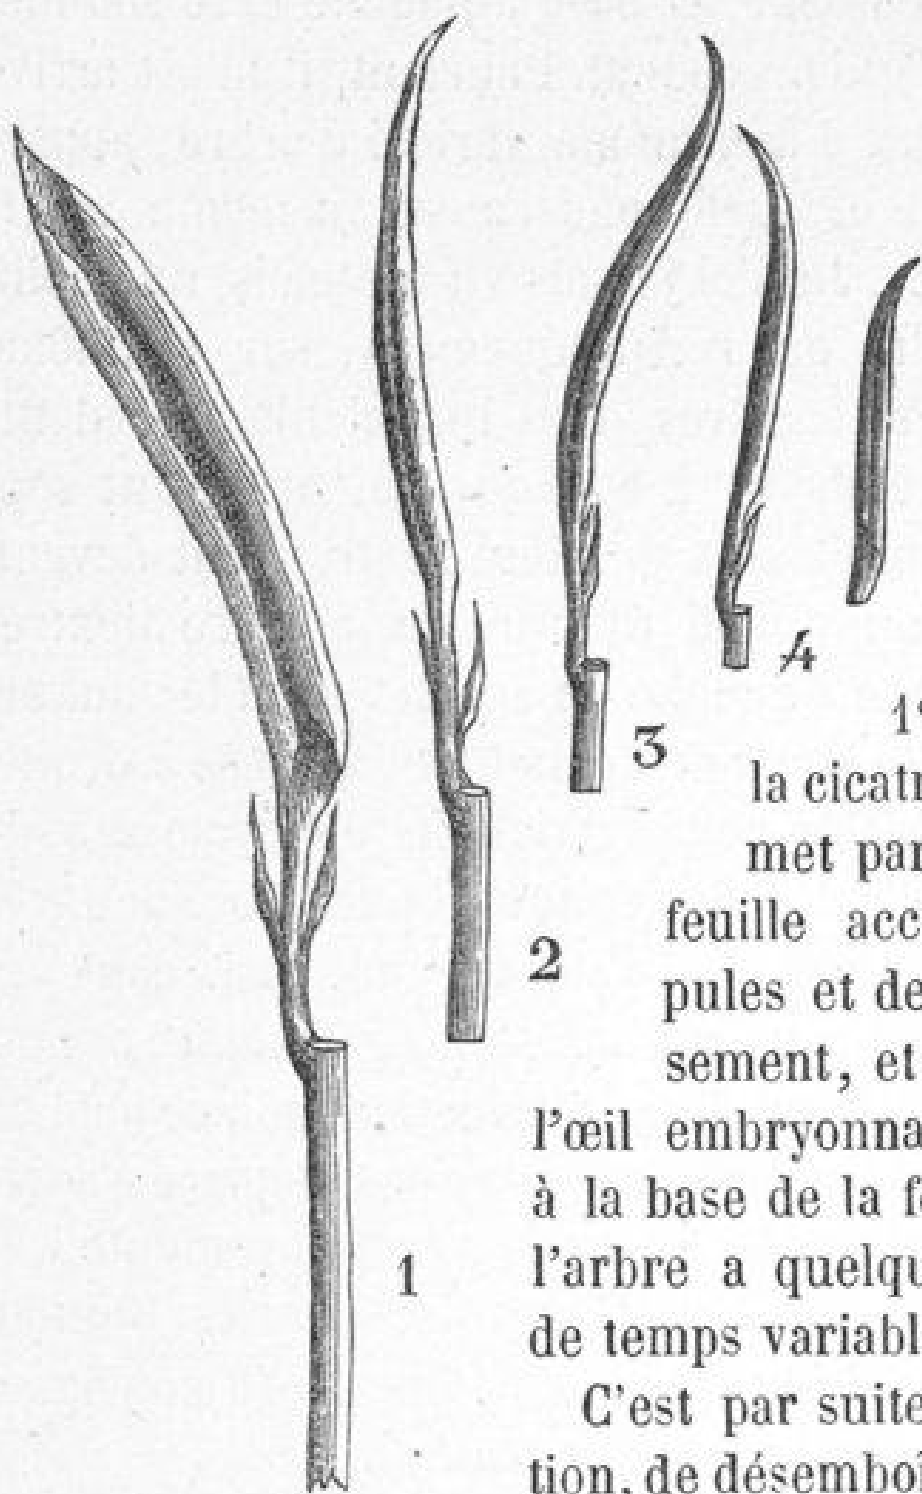 4
1º
3
la cicatr
met par
feuille acc
2
pules et de
sement, et
l'œil embryonna
à la base de la f
1
l'arbre a quelqu
de temps variabl
C'est par suite
tion, de désemboî